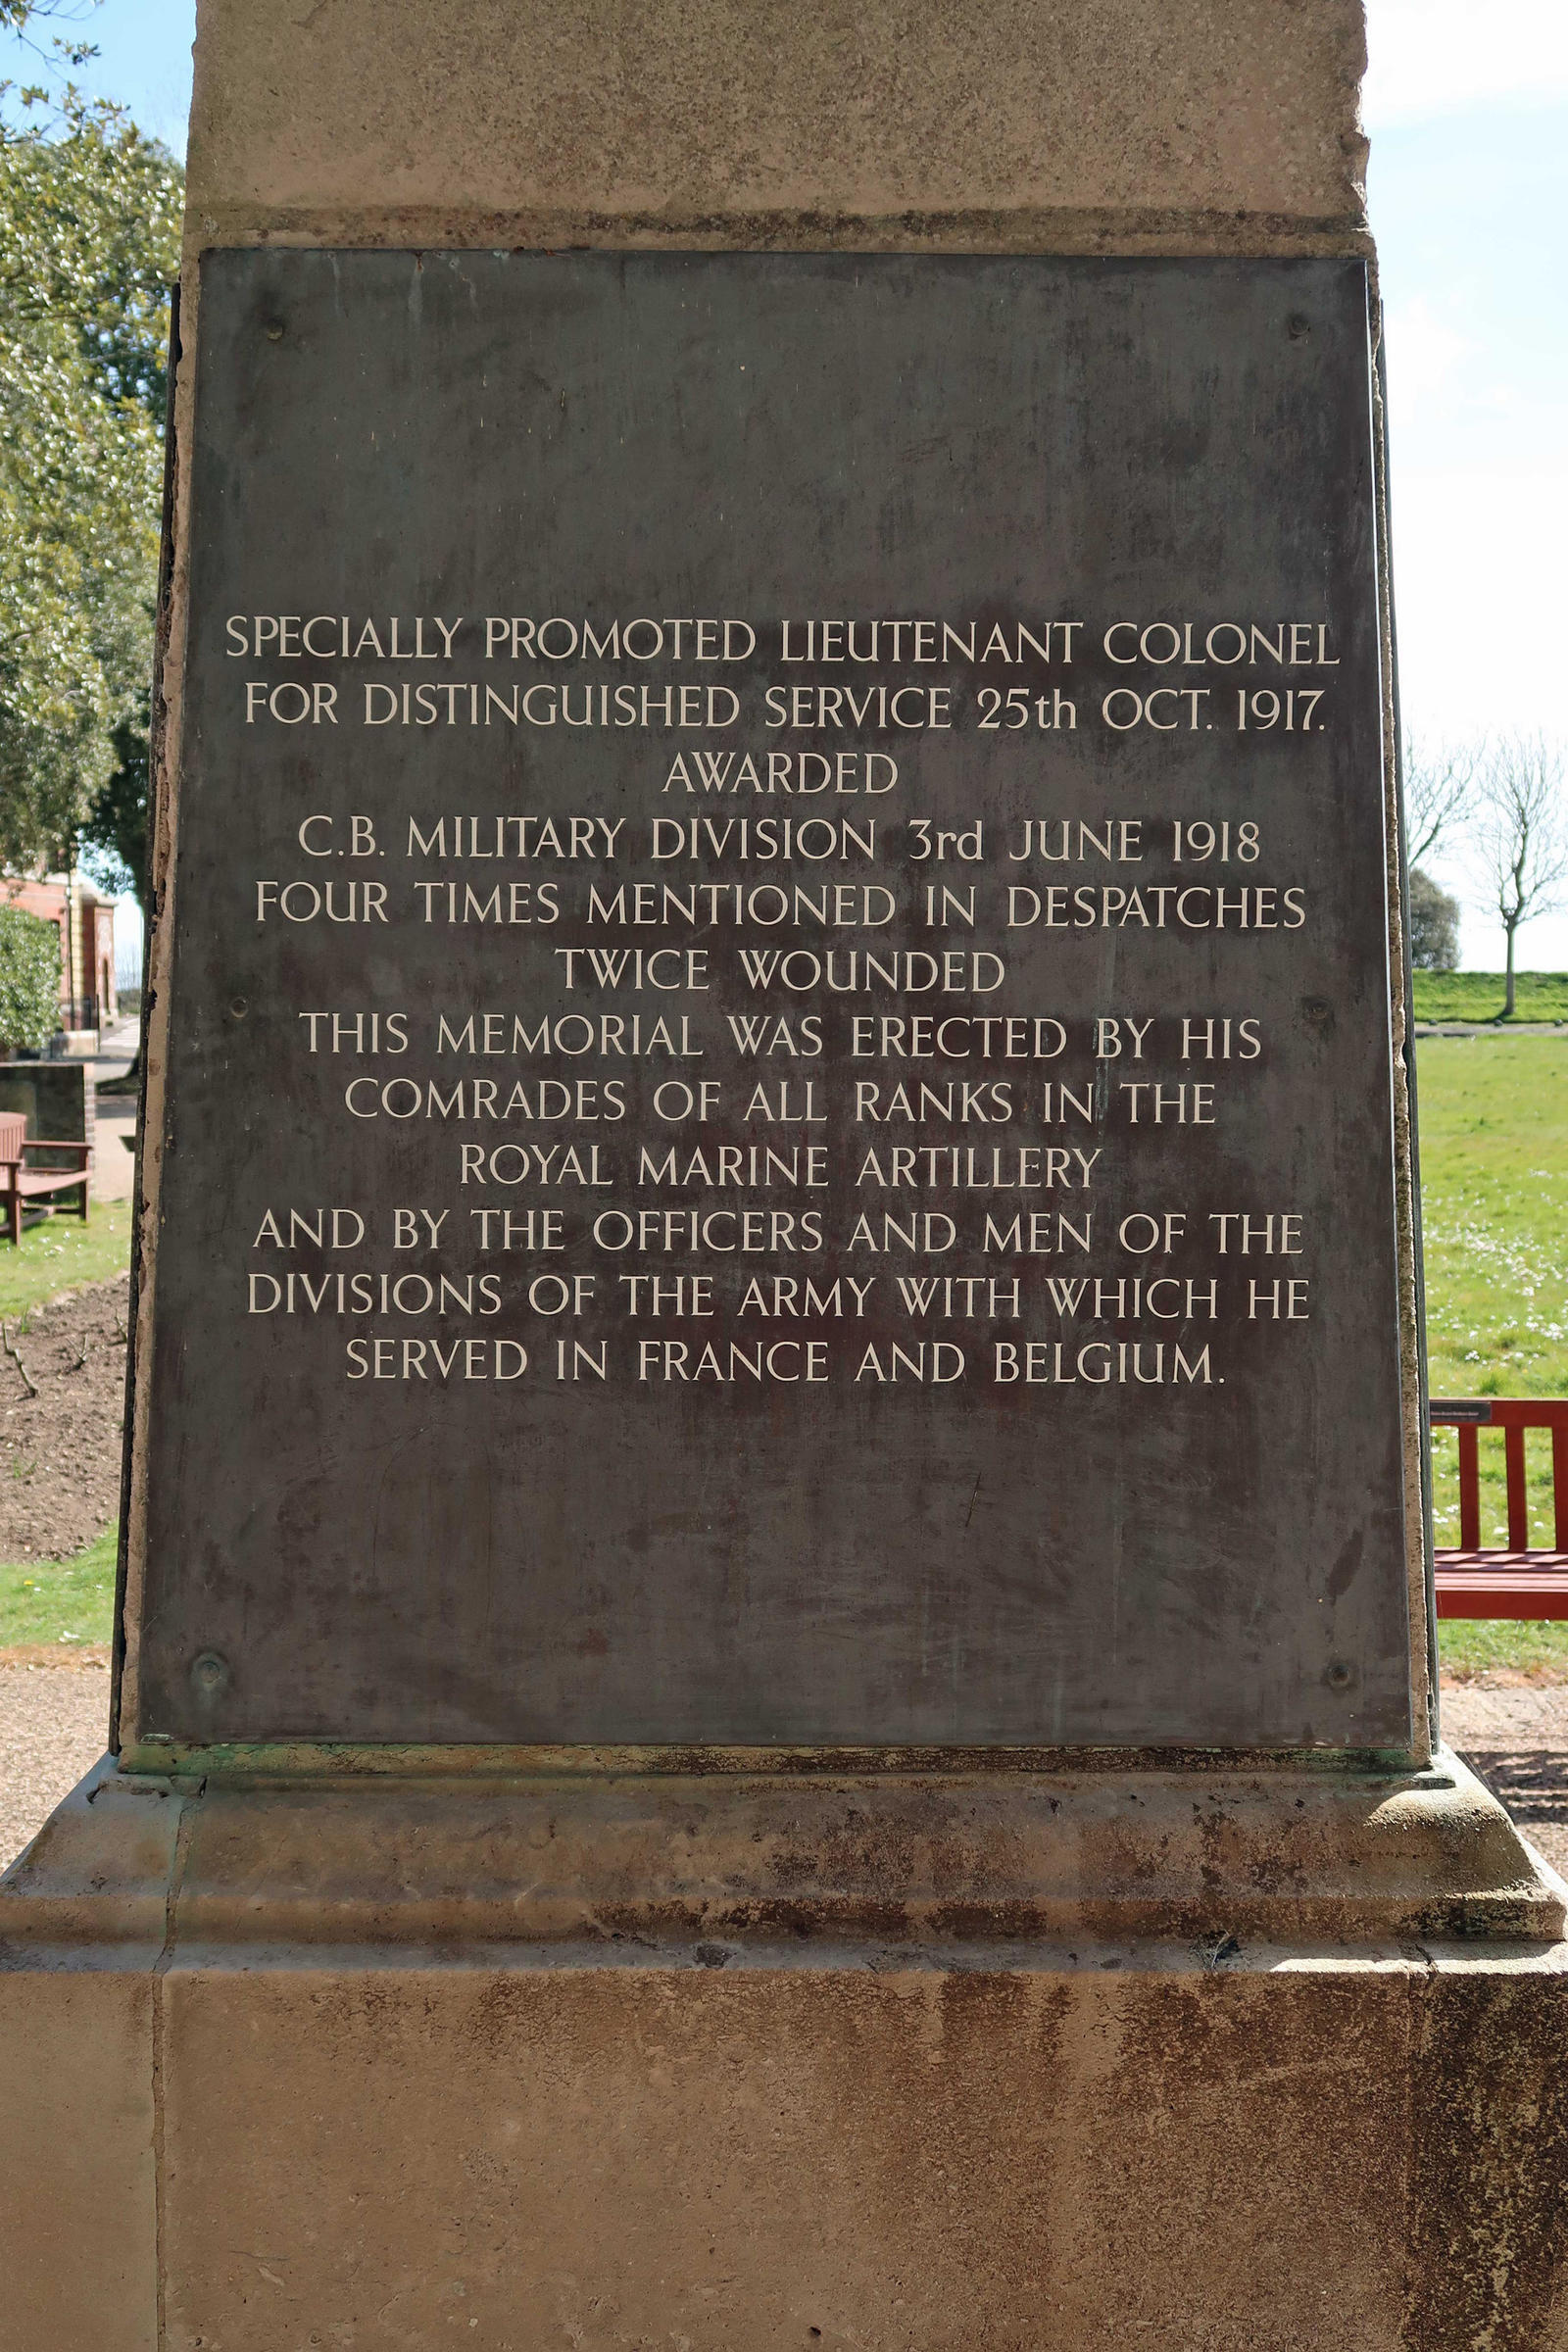 SPECIALLY PROMOTED LIEUTENANT COLONEL
FOR DISTINGUISHED SERVICE 25th OCT. 1917.
AWARDED
C.B. MILITARY DIVISION 3rd JUNE 1918
FOUR TIMES MENTIONED IN DESPATCHES
TWICE WOUNDED
THIS MEMORIAL WAS ERECTED BY HIS
COMRADES OF ALL RANKS IN THE
ROYAL MARINE ARTILLERY
AND BY THE OFFICERS AND MEN OF THE
DIVISIONS OF THE ARMY WITH WHICH HE
SERVED IN FRANCE AND BELGIUM.